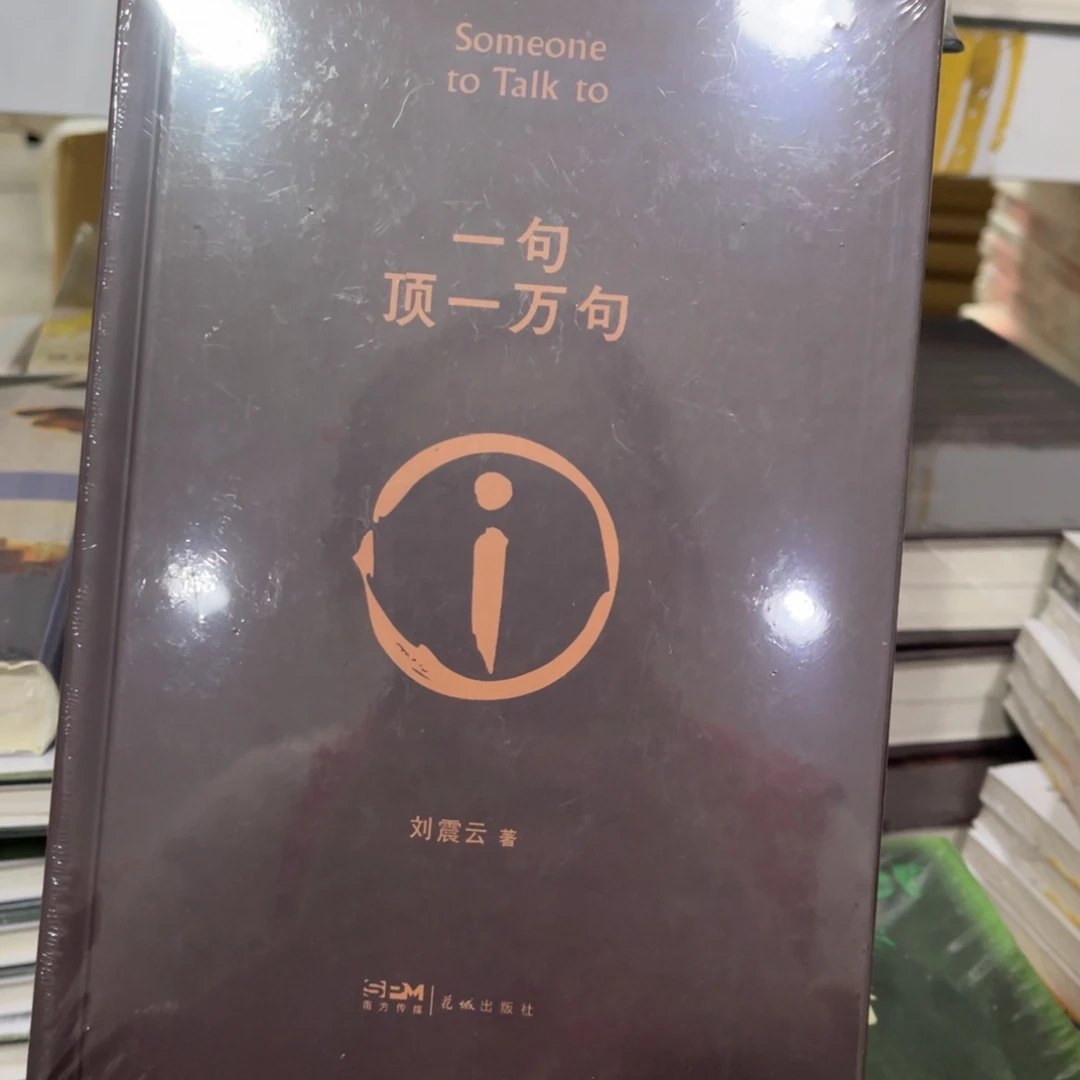 Someone
to Talk to
一句
顶一万句
i
刘震云 著
SPM
南方传媒
花城出版社